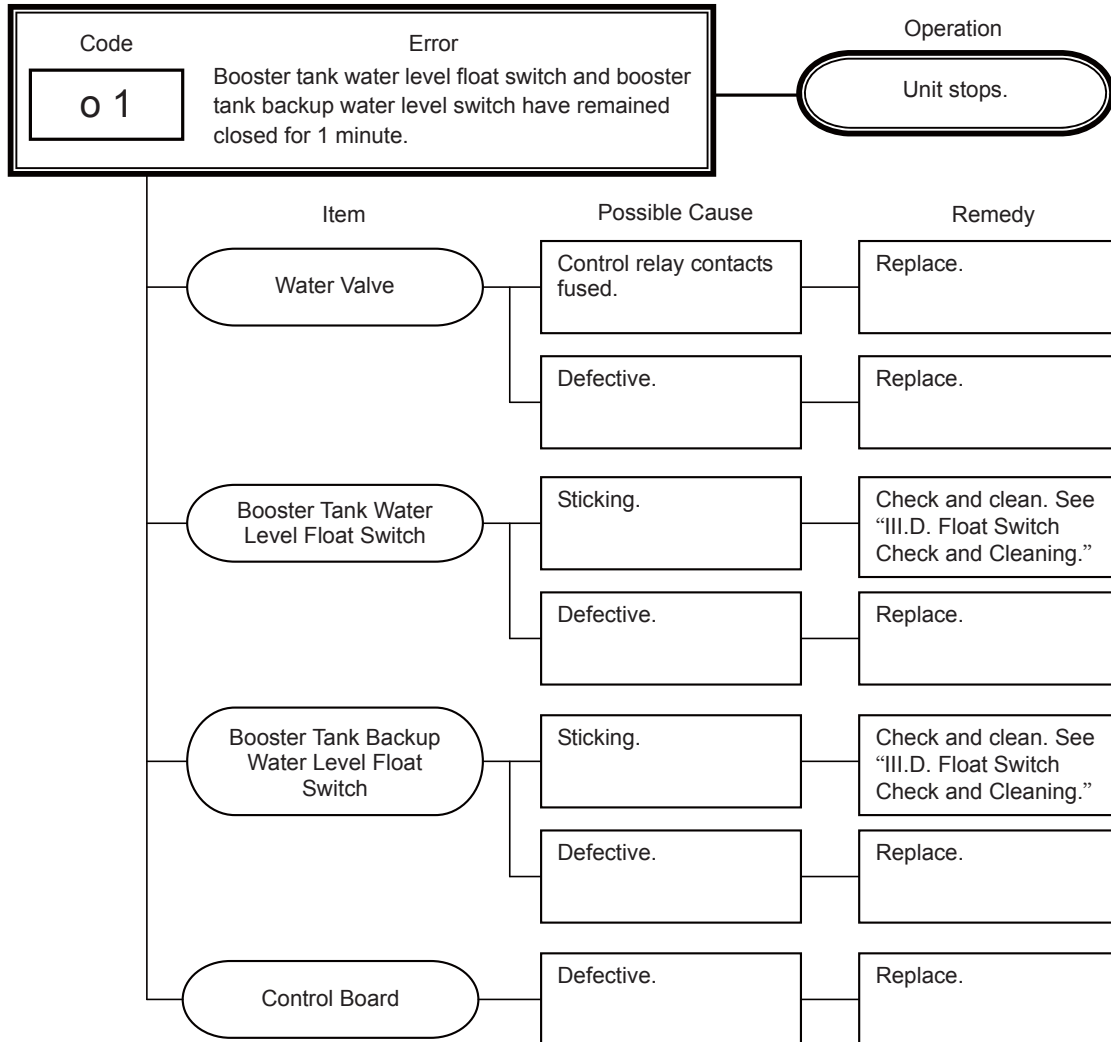 Code
Error
Operation
o 1
Booster tank water level float switch and booster
tank backup water level switch have remained
closed for 1 minute.
Unit stops.
Item
Possible Cause
Remedy
Water Valve
Control relay contacts
fused.
Replace.
Defective.
Replace.
Booster Tank Water
Level Float Switch
Sticking.
Check and clean. See
“III.D. Float Switch
Check and Cleaning.”
Defective.
Replace.
Booster Tank Backup
Water Level Float
Switch
Sticking.
Check and clean. See
“III.D. Float Switch
Check and Cleaning.”
Defective.
Replace.
Control Board
Defective.
Replace.